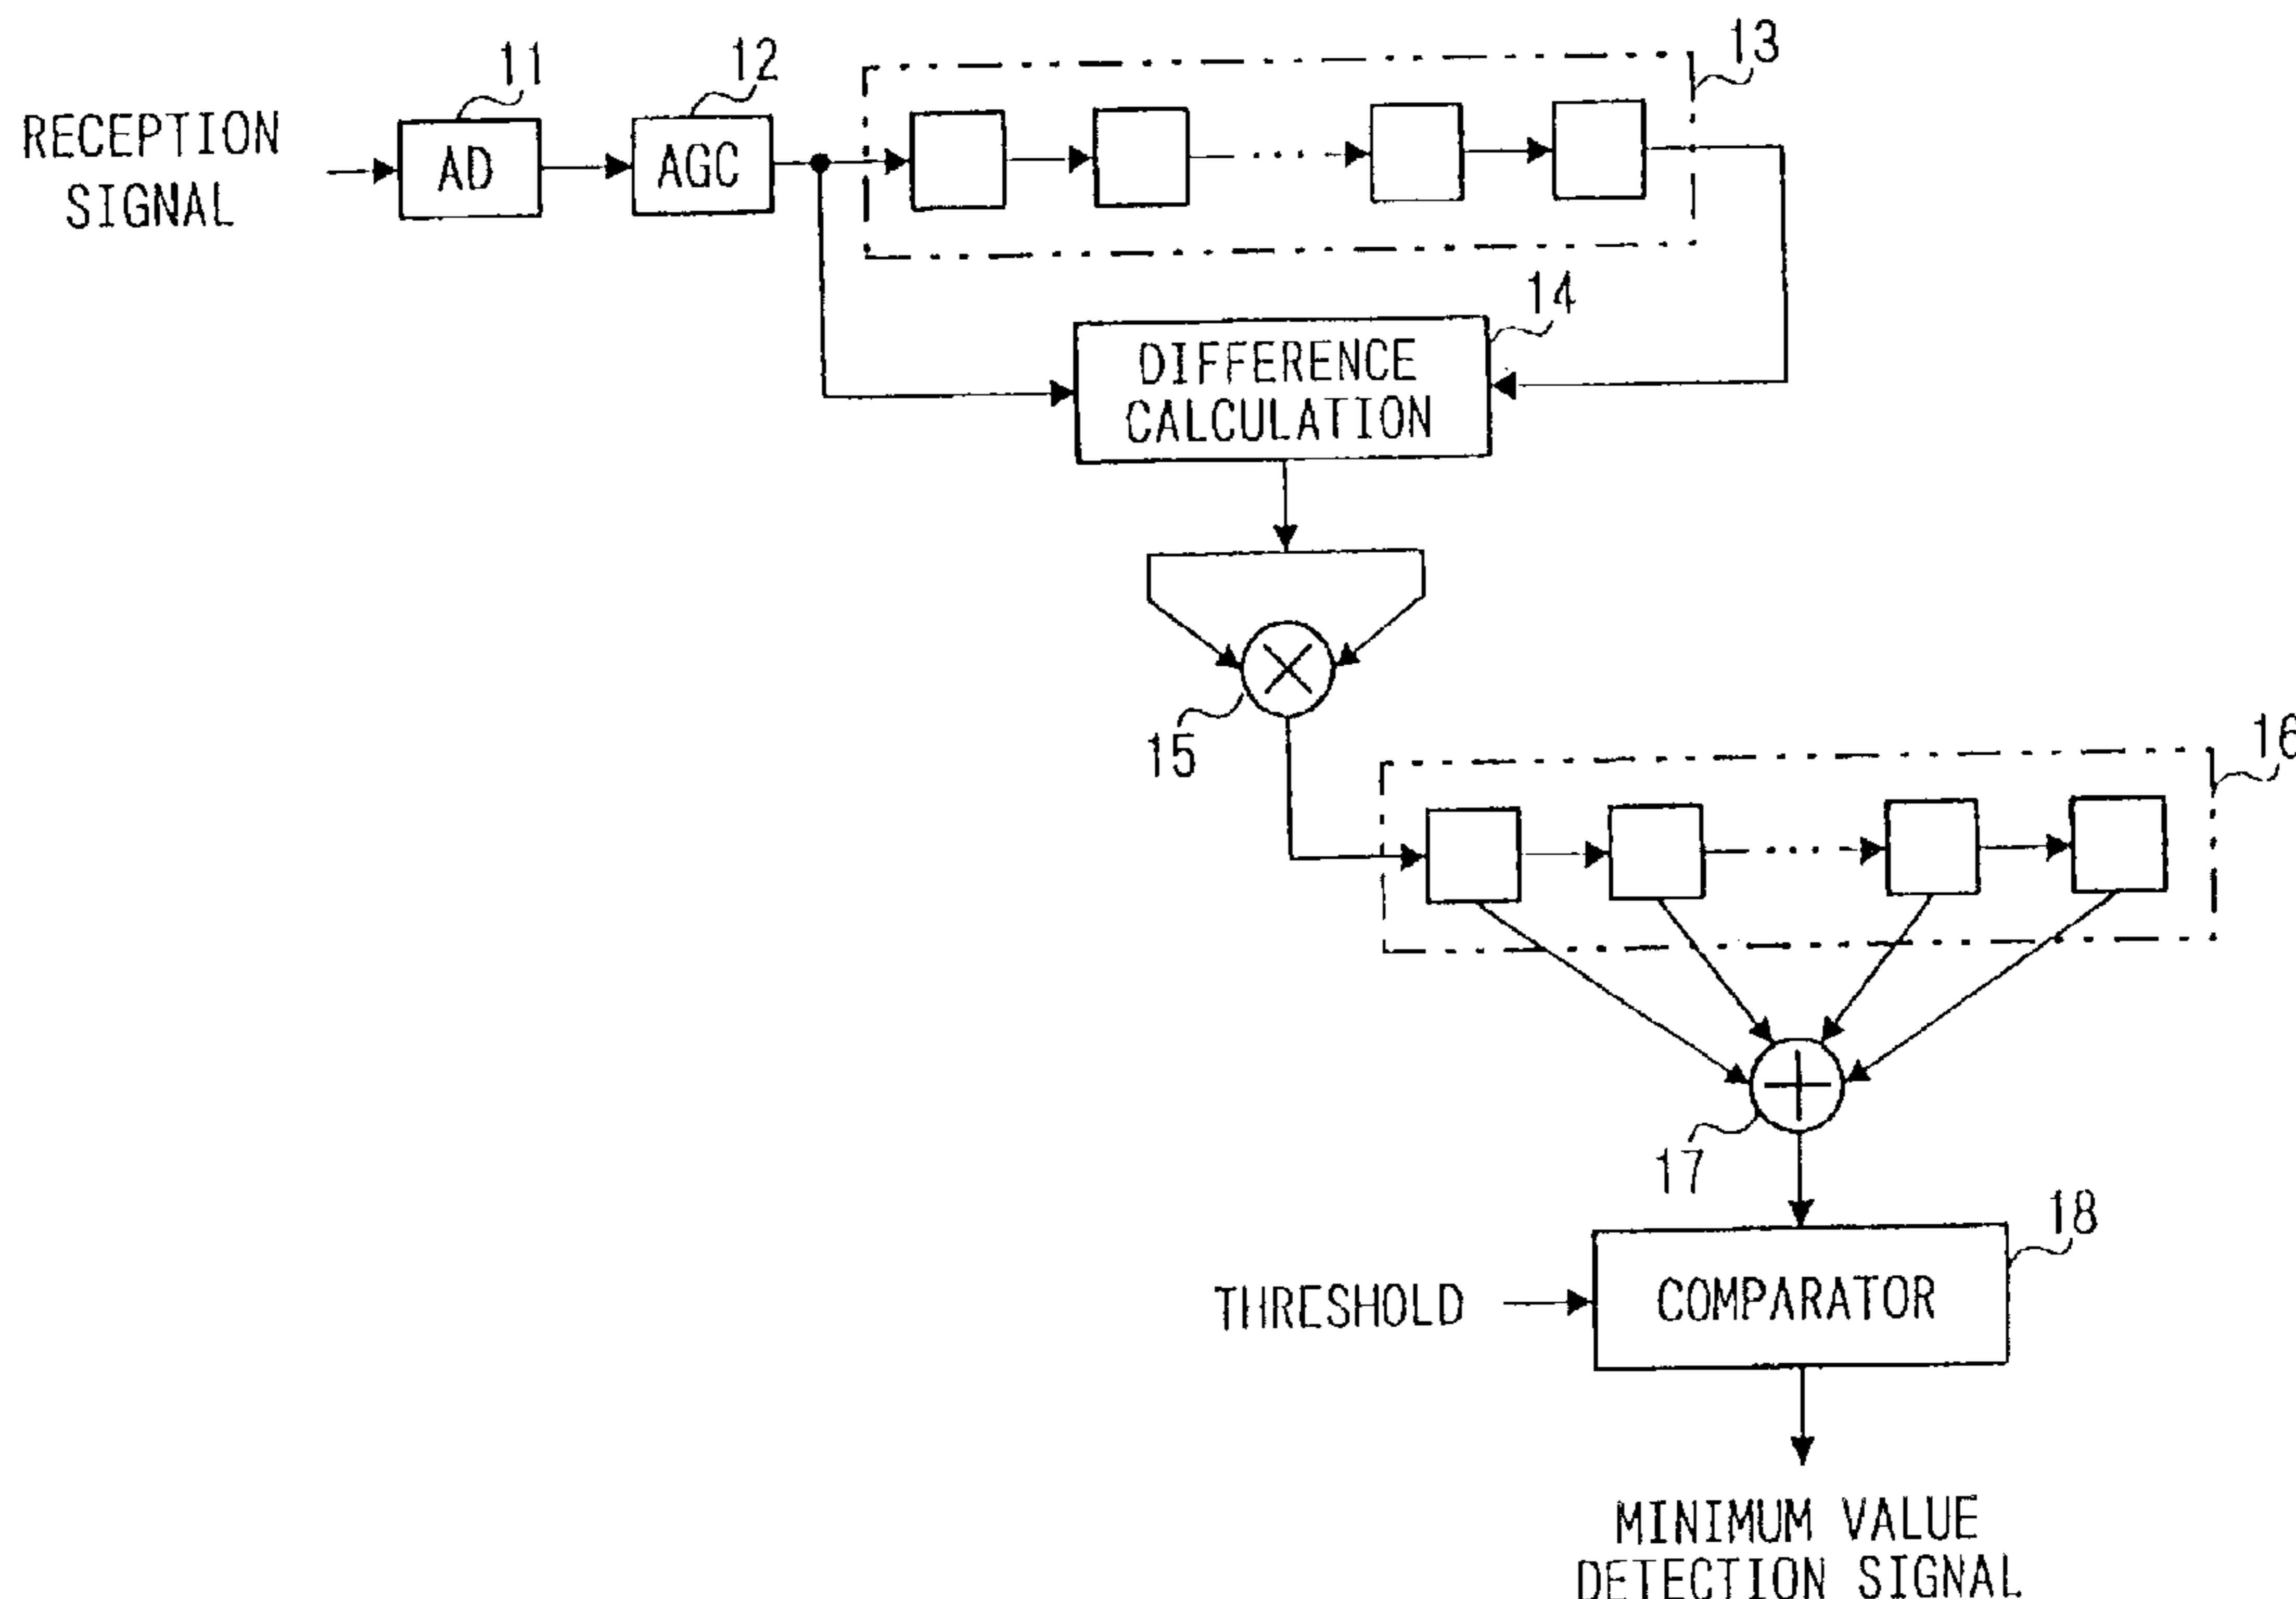 11
12
13
RECEPTION
SIGNAL
AD
AGC
14
DIFFERENCE
CALCULATION
15
16
17
18
THRESHOLD
COMPARATOR
MINIMUM VALUE
DETECTION SIGNAL